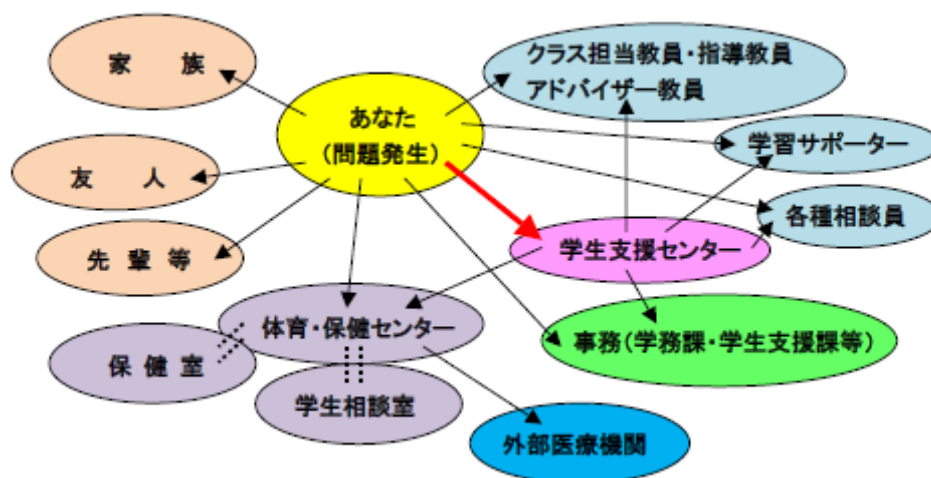 家　族
クラス担当教員・指導教員
アドバイザー教員
あなた
(問題発生)
学習サポーター
友　人
各種相談員
先 輩 等
学生支援センター
体育・保健センター
事務(学務課・学生支援課等)
保 健 室
学生相談室
外部医療機関